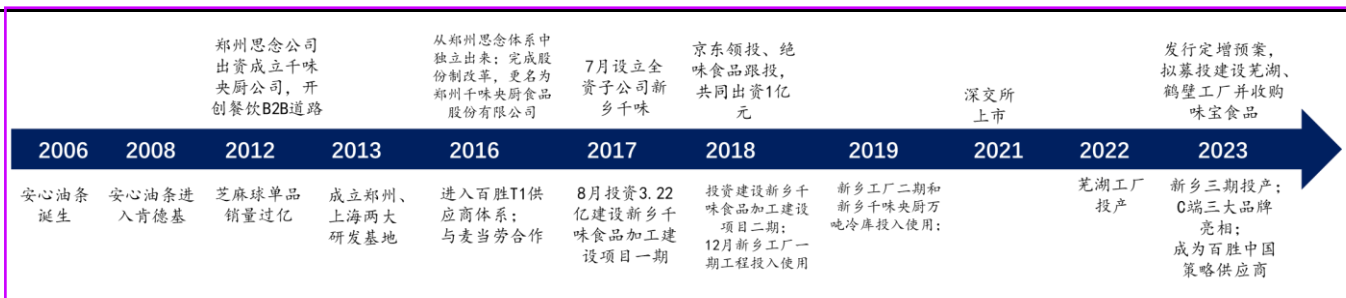 郑州思念公司
出资成立千味
央厨公司，开
创餐饮B2B道路
从郑州思念体系中
独立出来；完成股
份制改革，更名为
郑州千味央厨食品
股份有限公司
7月设立全
资子公司新
乡千味
京东领投、绝
味食品跟投，
共同出资1亿
元
深交所
上市
发行定增预案，
拟募投建设芜湖、
鹤壁工厂并收购
味宝食品
2006 2008 2012 2013 2016 2017 2018 2019 2021 2022 2023
安心油条
诞生
安心油条进
入肯德基
芝麻球单品
销量过亿
成立郑州、
上海两大
研发基地
进入百胜T1供
应商体系；
与麦当劳合作
8月投资3.22
亿建设新乡千
味食品加工建
设项目一期
投资建设新乡千
味食品加工建设
项目二期；
12月新乡工厂一
期工程投入使用
新乡工厂二期和
新乡千味央厨万
吨冷库投入使用；
芜湖工厂
投产
新乡三期投产；
C端三大品牌
亮相；
成为百胜中国
策略供应商